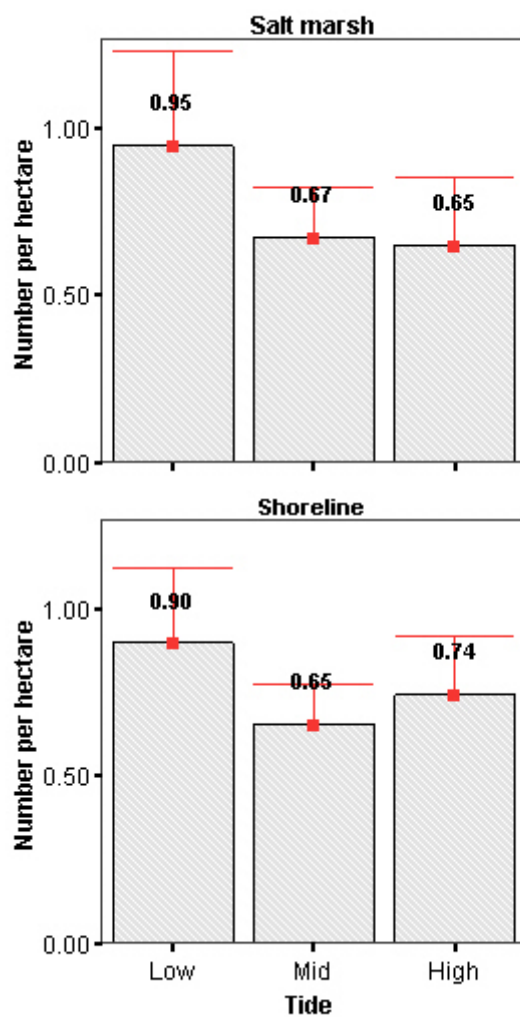 Salt marsh
Number per hectare
1.00
0.50
0.00
0.95
0.67
0.65
Shoreline
Number per hectare
1.00
0.50
0.00
0.90
0.65
0.74
Low Mid High
Tide